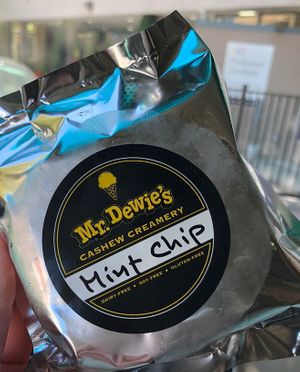 Mr. Dewie's
CASHEW CREAMERY
Mint Chip
DAIRY FREE • SOY FREE • GLUTEN FREE